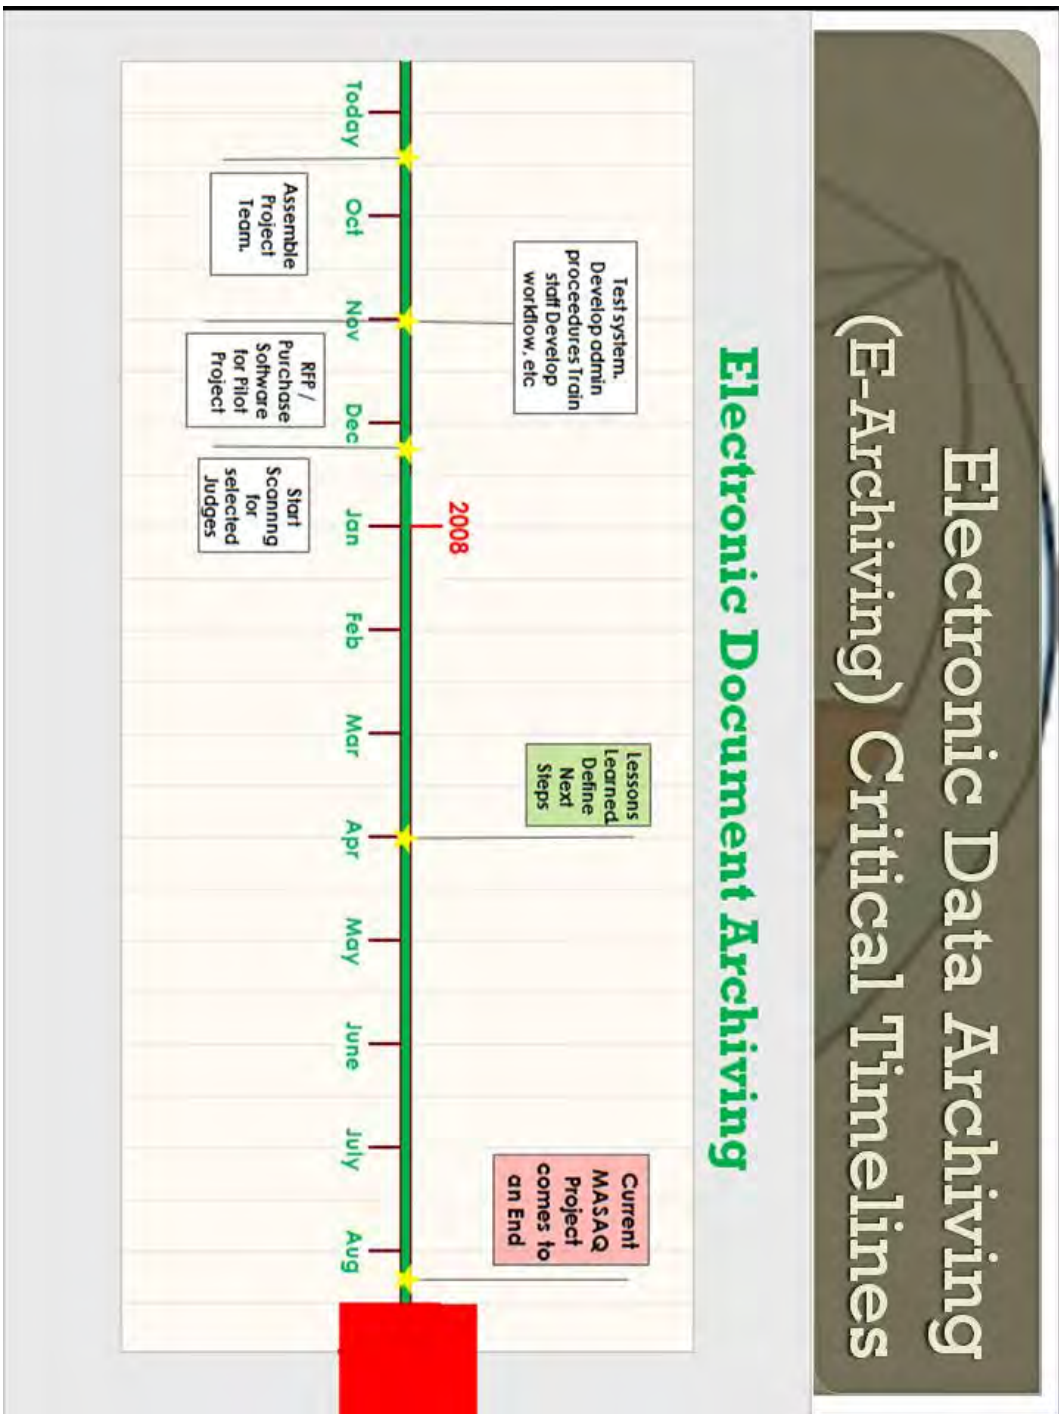 Electronic Data Archiving
(E-Archiving) Critical Timelines
Electronic Document Archiving
Test system.
Develop admin
proceedures Train
staff Develop
workflow, etc
Lessons
Learned
Define
Next
Steps
Current
MASAQ
Project
comes to
an End
2008
Today
Oct
Nov
Dec
Jan
Feb
Mar
Apr
May
June
July
Aug
Assemble
Project
Team.
RFP /
Purchase
Software
for Pilot
Project
Start
Scannng
for
selected
Judges